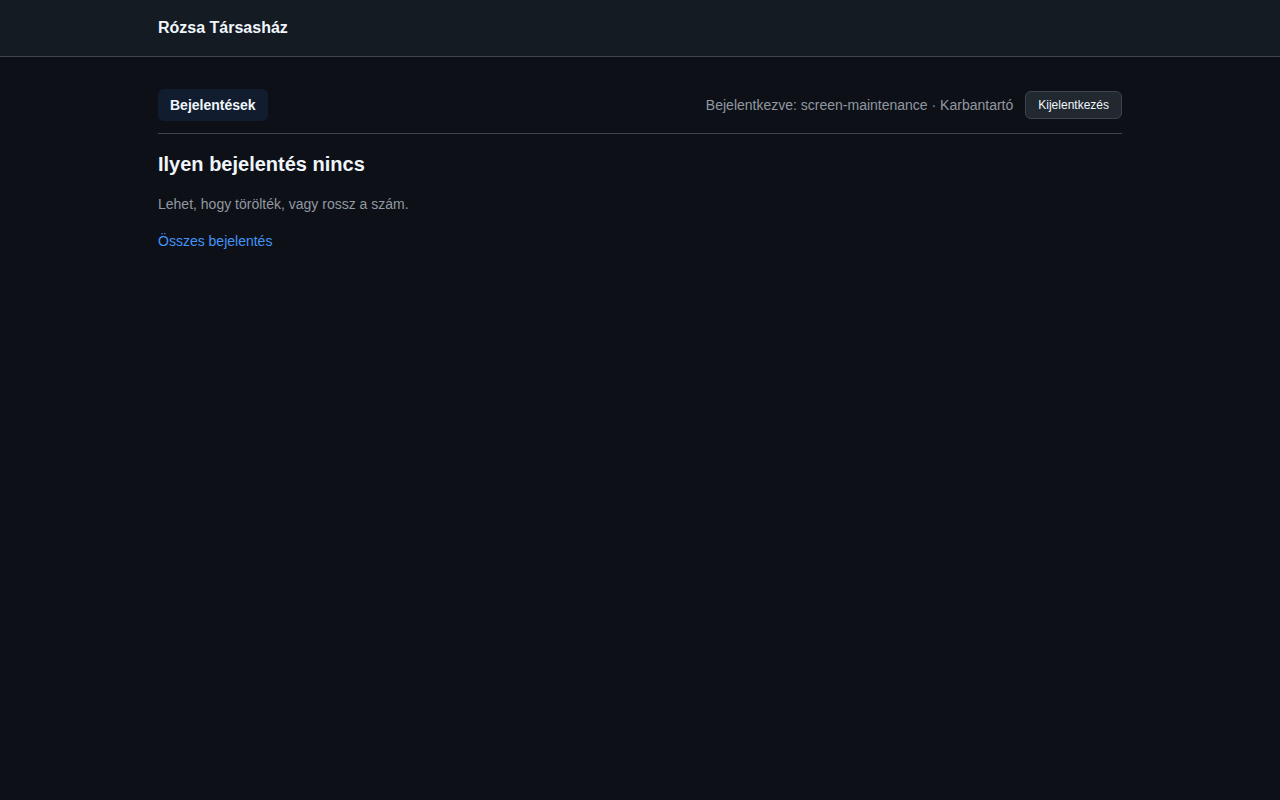 Rózsa Társasház
Bejelentések
Bejelentkezve: screen-maintenance · Karbantartó
Kijelentkezés
Ilyen bejelentés nincs
Lehet, hogy törölték, vagy rossz a szám.
Összes bejelentés